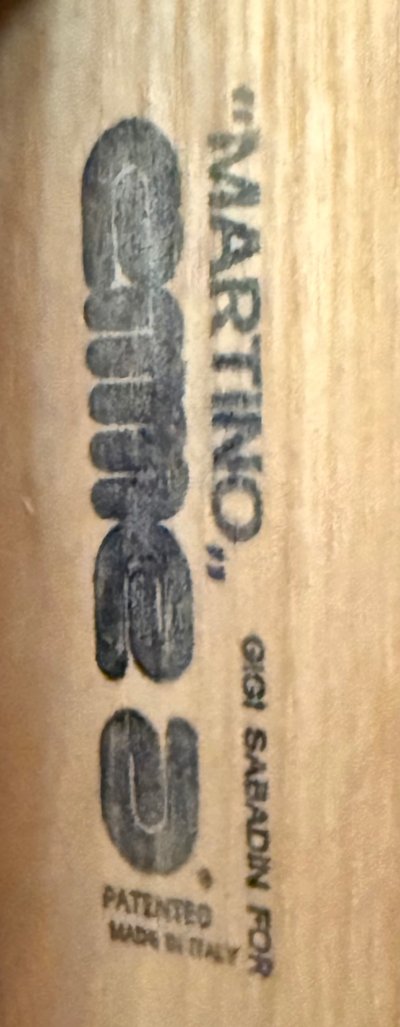 "MARTINO„
GIGI SABADIN FOR
PATENTED
MADE IN ITALY